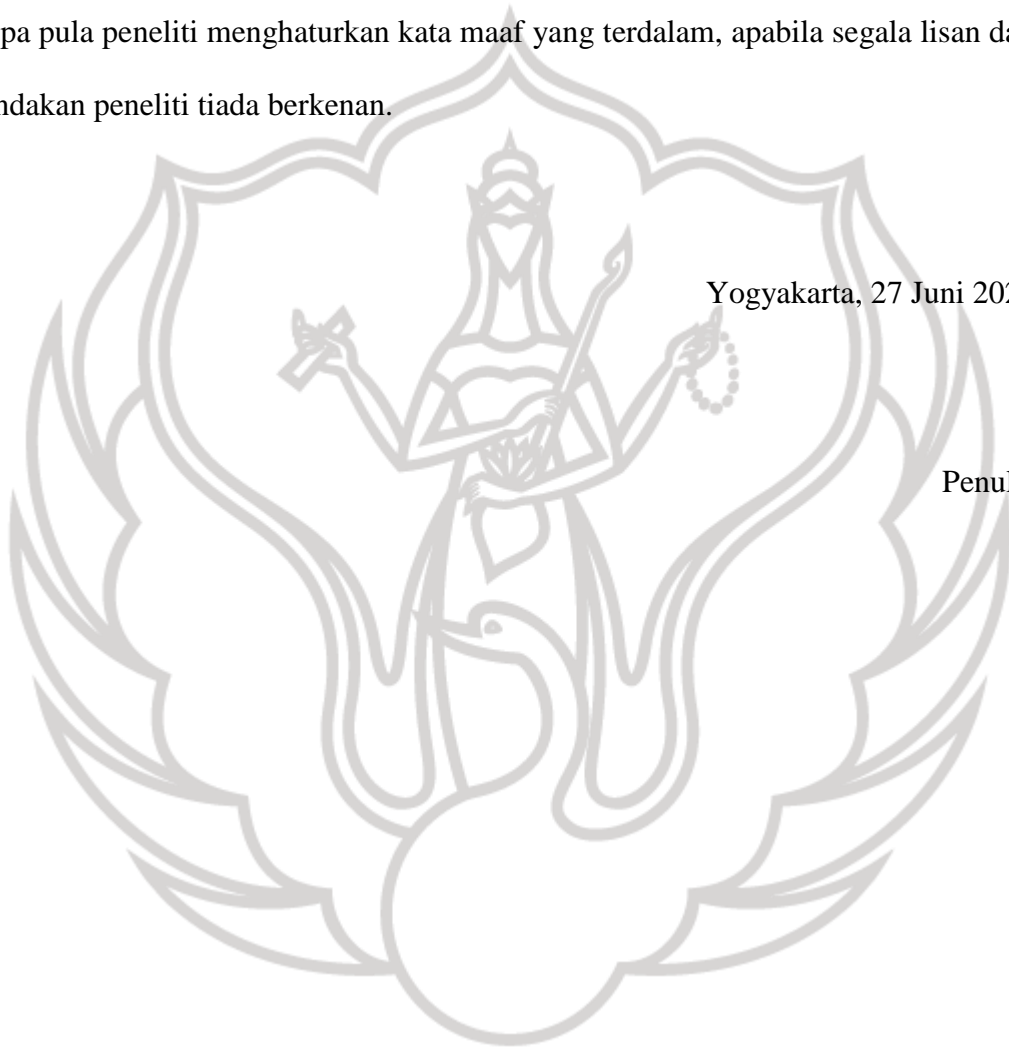 pa pula peneliti menghaturkan kata maaf yang terdalam, apabila segala lisan da
ndakan peneliti tiada berkenan.
Yogyakarta, 27 Juni 202
Penul